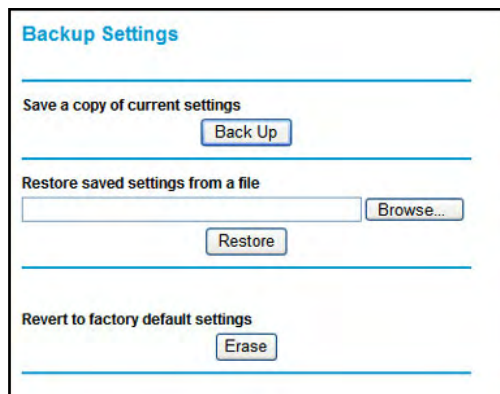 Backup Settings
Save a copy of current settings
Back Up
Restore saved settings from a file
Browse...
Restore
Revert to factory default settings
Erase